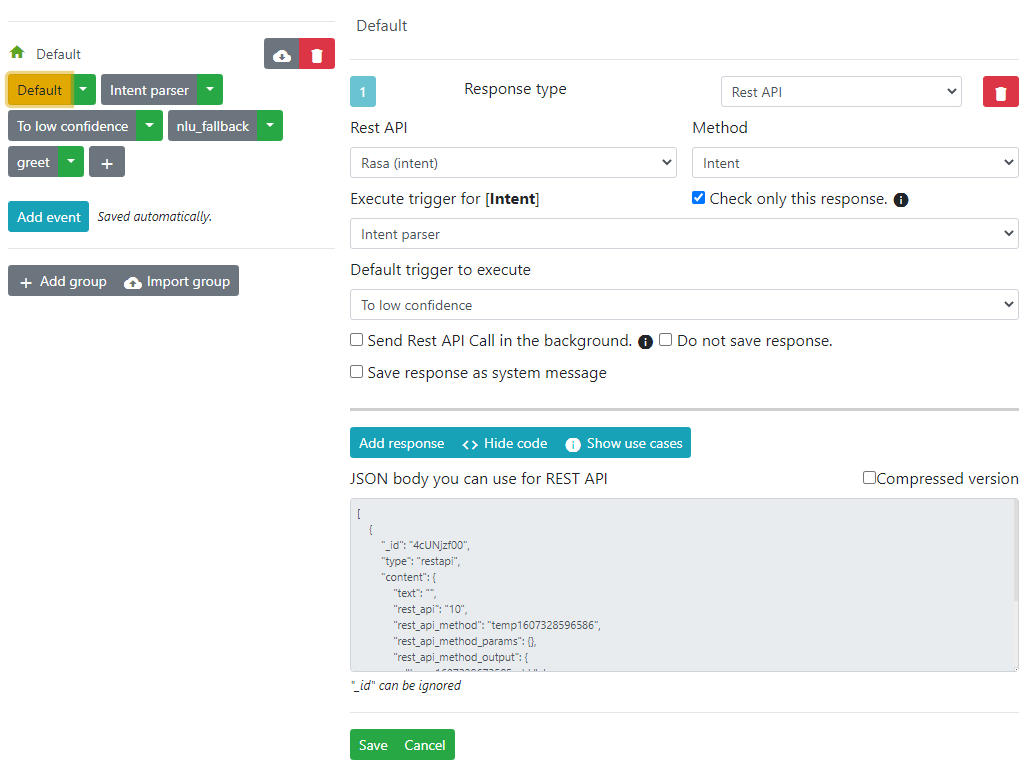 Default
Default
Intent parser
To low confidence
nlu_fallback
greet
+
Add event Saved automatically.
+ Add group Import group
Default
1 Response type Rest API
Rest API Method
Rasa (intent) Intent
Execute trigger for [Intent] Check only this response.
Intent parser
Default trigger to execute
To low confidence
Send Rest API Call in the background. Do not save response.
Save response as system message
Add response <> Hide code Show use cases
JSON body you can use for REST API Compressed version
[
{
"_id": "4cUNjzf00",
"type": "restapi",
"content": {
"text": "",
"rest_api": "10",
"rest_api_method": "temp1607328596586",
"rest_api_method_params": {},
"rest_api_method_output": {
"_id" can be ignored
Save Cancel